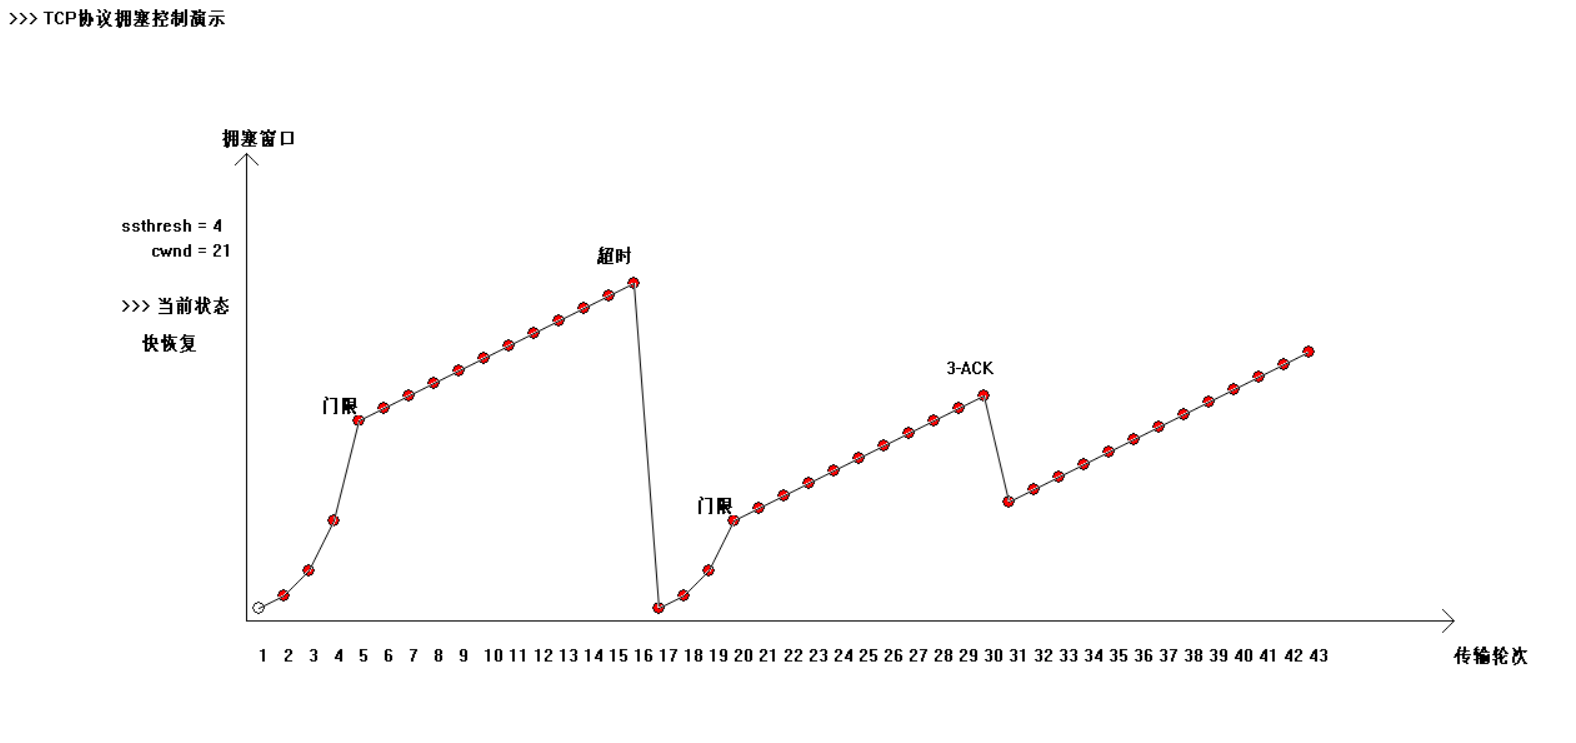 >>> TCP协议拥塞控制演示
拥塞窗口
ssthresh = 4
cwnd = 21
超时
>>> 当前状态
快恢复
3-ACK
门限
门限
1 2 3 4 5 6 7 8 9 10 11 12 13 14 15 16 17 18 19 20 21 22 23 24 25 26 27 28 29 30 31 32 33 34 35 36 37 38 39 40 41 42 43 传输轮次